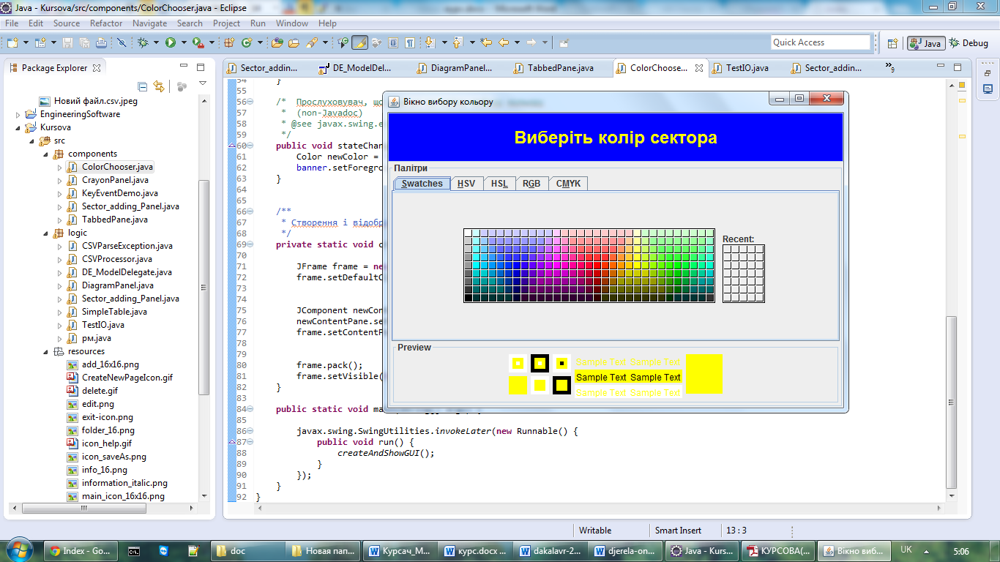 Java - Kursova/src/components/ColorChooser.java - Eclipse
File Edit Source Refactor Navigate Search Project Run Window Help
Quick Access
Java
Debug
Package Explorer
Новий файл.csv.jpeg
EngineeringSoftware
Kursova
src
components
ColorChooser.java
CrayonPanel.java
KeyEventDemo.java
Sector_adding_Panel.java
TabbedPane.java
logic
CSVParseException.java
CSVProcessor.java
DE_ModelDelegate.java
DiagramPanel.java
Sector_adding_Panel.java
SimpleTable.java
TestIO.java
рм.java
resources
add_16x16.png
CreateNewPageIcon.gif
delete.gif
edit.png
exit-icon.png
folder_16.png
icon_help.gif
icon_saveAs.png
info_16.png
information_italic.png
main_icon_16x16.png
Sector_addin... DE_ModelDel... DiagramPanel... TabbedPane.java ColorChoose... TestIO.java Sector_addin... »9
54 }
55
56 /* Прослуховувач, що
57 * (non-Javadoc)
58 * @see javax.swing.e
59 */
60 public void stateChan
61 Color newColor =
62 banner.setForegro
63 }
64
65
66 /**
67 * Створення і відобр
68 */
69 private static void c
70
71 JFrame frame = new
72 frame.setDefaultC
73
74
75 JComponent newCon
76 newContentPane.se
77 frame.setContentP
78
79
80 frame.pack();
81 frame.setVisible(
82 }
83
84 public static void ma
85
86 javax.swing.SwingUtilities.invokeLater(new Runnable() {
87 public void run() {
88 createAndShowGUI();
89 }
90 });
91 }
92 }
Вікно вибору кольору
Виберіть колір сектора
Палітри
Swatches HSV HSL RGB CMYK
Recent:
Preview
Sample Text Sample Text
Sample Text Sample Text
Sample Text Sample Text
Writable Smart Insert 13 : 3
Index - Go... doc Новая пап... Курсач_М... курс.docx ... dakalavr-2... djerela-on... Java - Kurs... КУРСОВА(... Вікно виб... UK 5:06